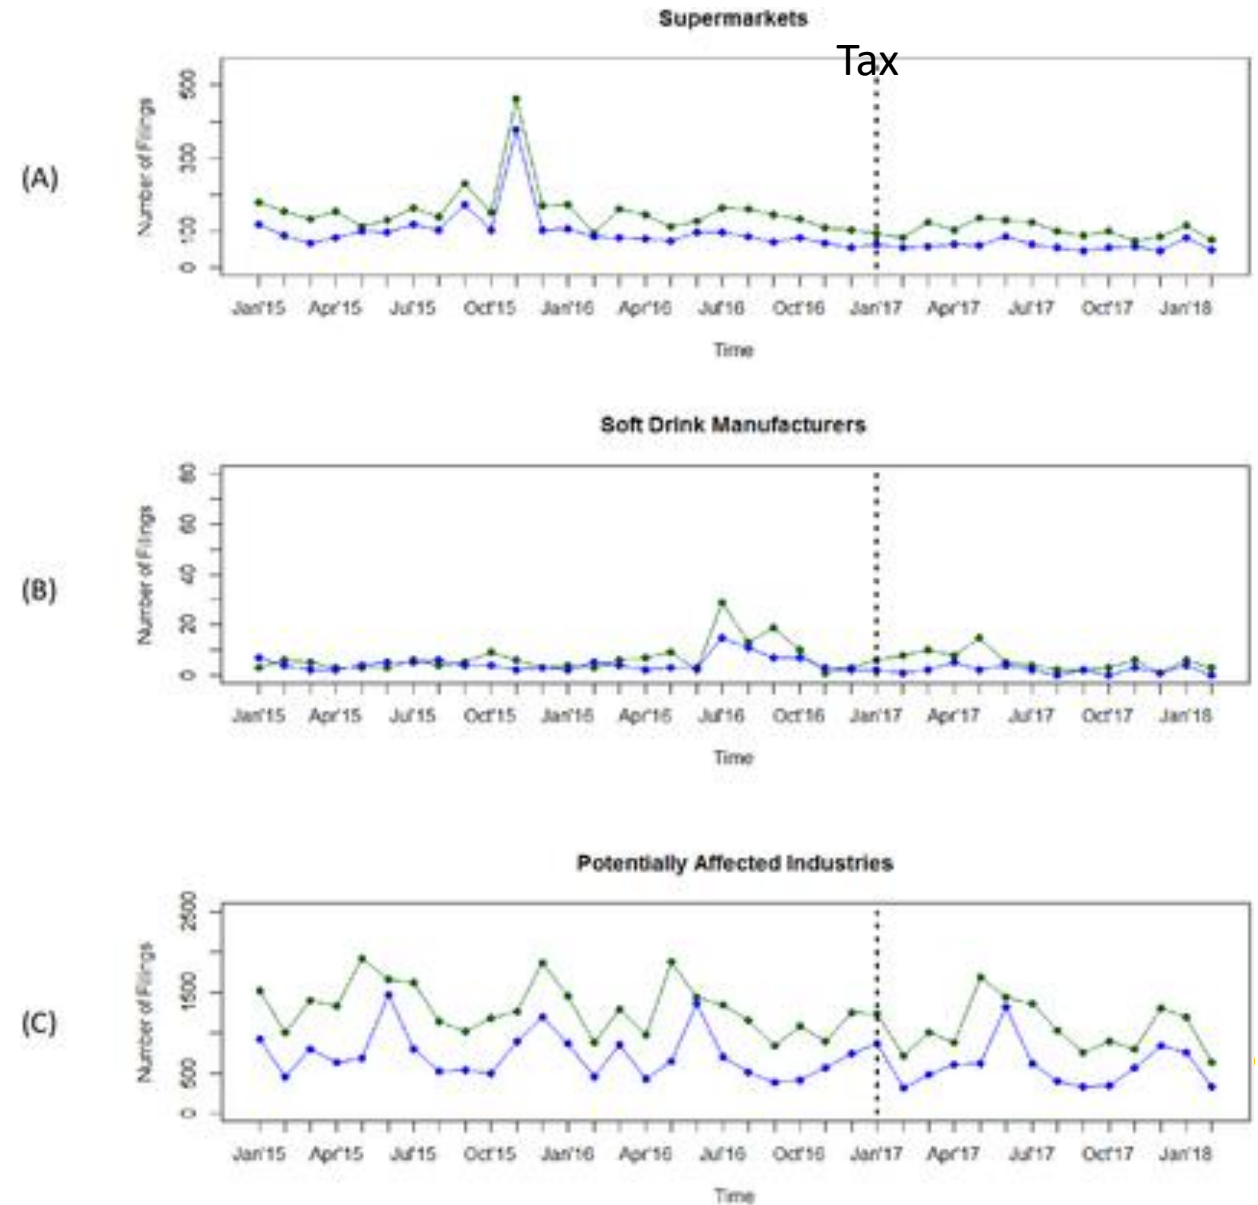 Supermarkets
Tax
(A)
Number of Filings
500
300
100
0
Jan'15 Apr'15 Jul'15 Oct'15 Jan'16 Apr'16 Jul'16 Oct'16 Jan'17 Apr'17 Jul'17 Oct'17 Jan'18
Time
Soft Drink Manufacturers
(B)
Number of Filings
80
60
40
20
0
Jan'15 Apr'15 Jul'15 Oct'15 Jan'16 Apr'16 Jul'16 Oct'16 Jan'17 Apr'17 Jul'17 Oct'17 Jan'18
Time
Potentially Affected Industries
(C)
Number of Filings
2500
1500
500
0
Jan'15 Apr'15 Jul'15 Oct'15 Jan'16 Apr'16 Jul'16 Oct'16 Jan'17 Apr'17 Jul'17 Oct'17 Jan'18
Time